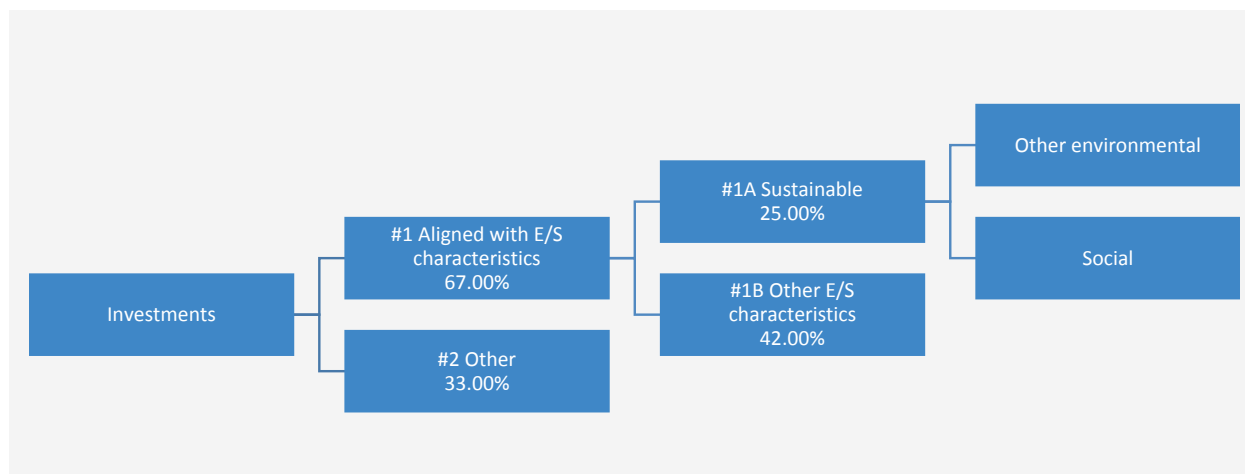 Investments
#1 Aligned with E/S
characteristics
67.00%
#2 Other
33.00%
#1A Sustainable
25.00%
#1B Other E/S
characteristics
42.00%
Other environmental
Social